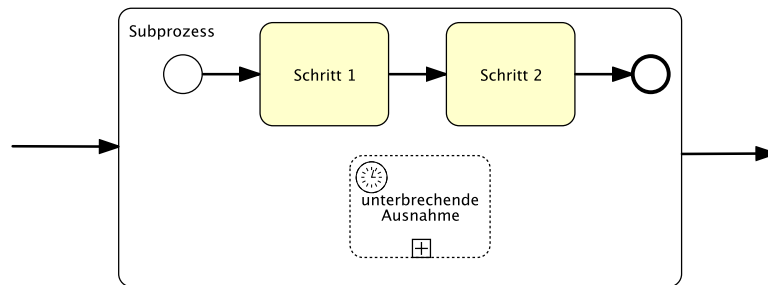 Subprozess
Schritt 1
Schritt 2
unterbrechende
Ausnahme